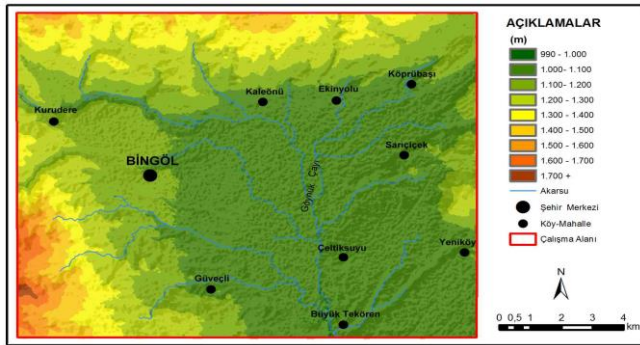 AÇIKLAMALAR
(m)
990 - 1.000
1.000- 1.100
1.100 - 1.200
1.200 - 1.300
1.300 - 1.400
1.400 - 1.500
1.500 - 1.600
1.600 - 1.700
1.700 +
Akarsu
Şehir Merkezi
Köy-Mahalle
Çalışma Alanı
N
0 0,5 1 2 3 4
km
Köprübaşı
Ekinyolu
Kaleönü
Kurudere
Sarıçiçek
BİNGÖL
Göynük Çayı
Yeniköy
Çeltiksuyu
Güveçli
Büyük Tekören